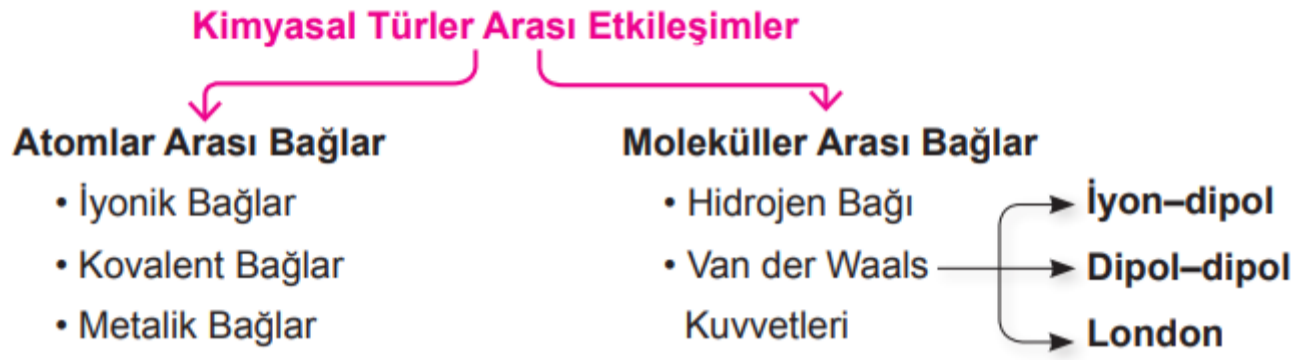 Kimyasal Türler Arası Etkileşimler
Atomlar Arası Bağlar
• İyonik Bağlar
• Kovalent Bağlar
• Metalik Bağlar
Moleküller Arası Bağlar
• Hidrojen Bağı
• Van der Waals
Kuvvetleri
İyon–dipol
Dipol–dipol
London